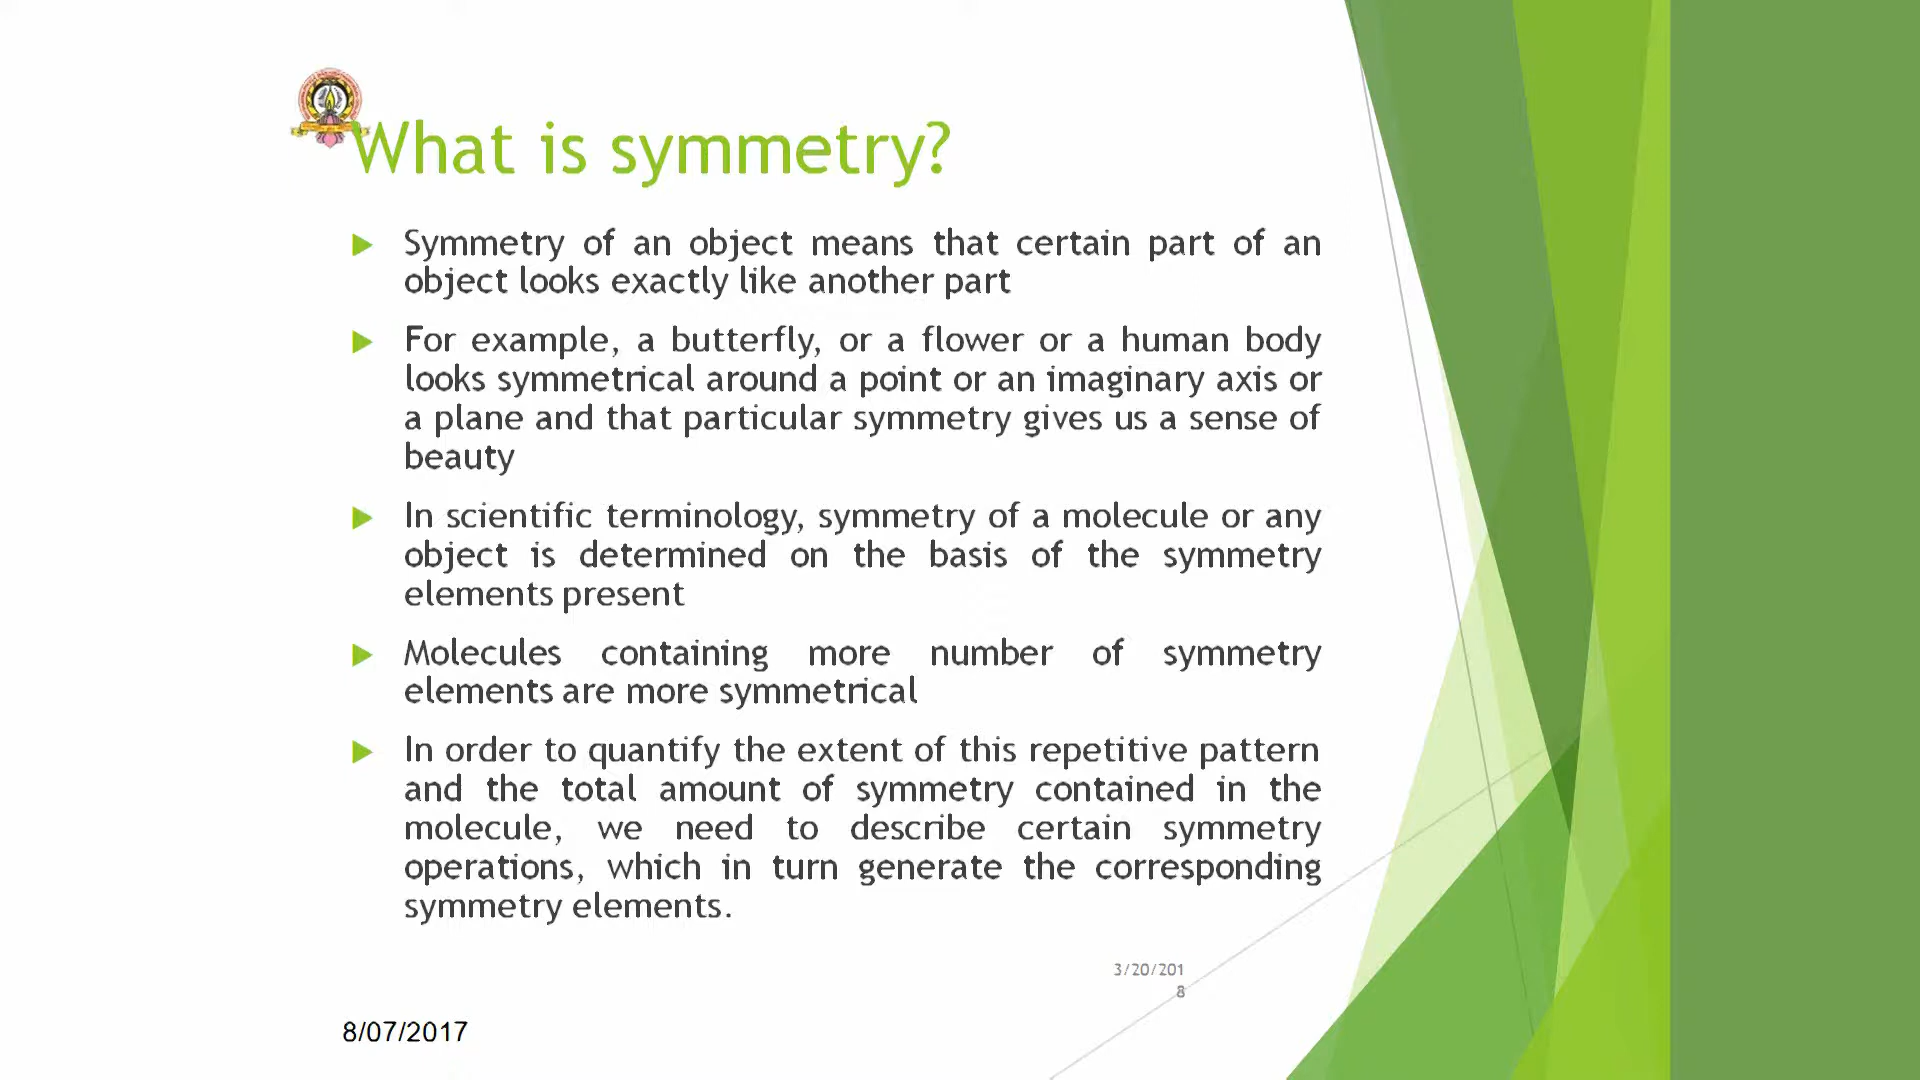 What is symmetry?
Symmetry of an object means that certain part of an
object looks exactly like another part
For example, a butterfly, or a flower or a human body
looks symmetrical around a point or an imaginary axis or
a plane and that particular symmetry gives us a sense of
beauty
In scientific terminology, symmetry of a molecule or any
object is determined on the basis of the symmetry
elements present
Molecules containing more number of symmetry
elements are more symmetrical
In order to quantify the extent of this repetitive pattern
and the total amount of symmetry contained in the
molecule, we need to describe certain symmetry
operations, which in turn generate the corresponding
symmetry elements.
3/20/201
8
8/07/2017